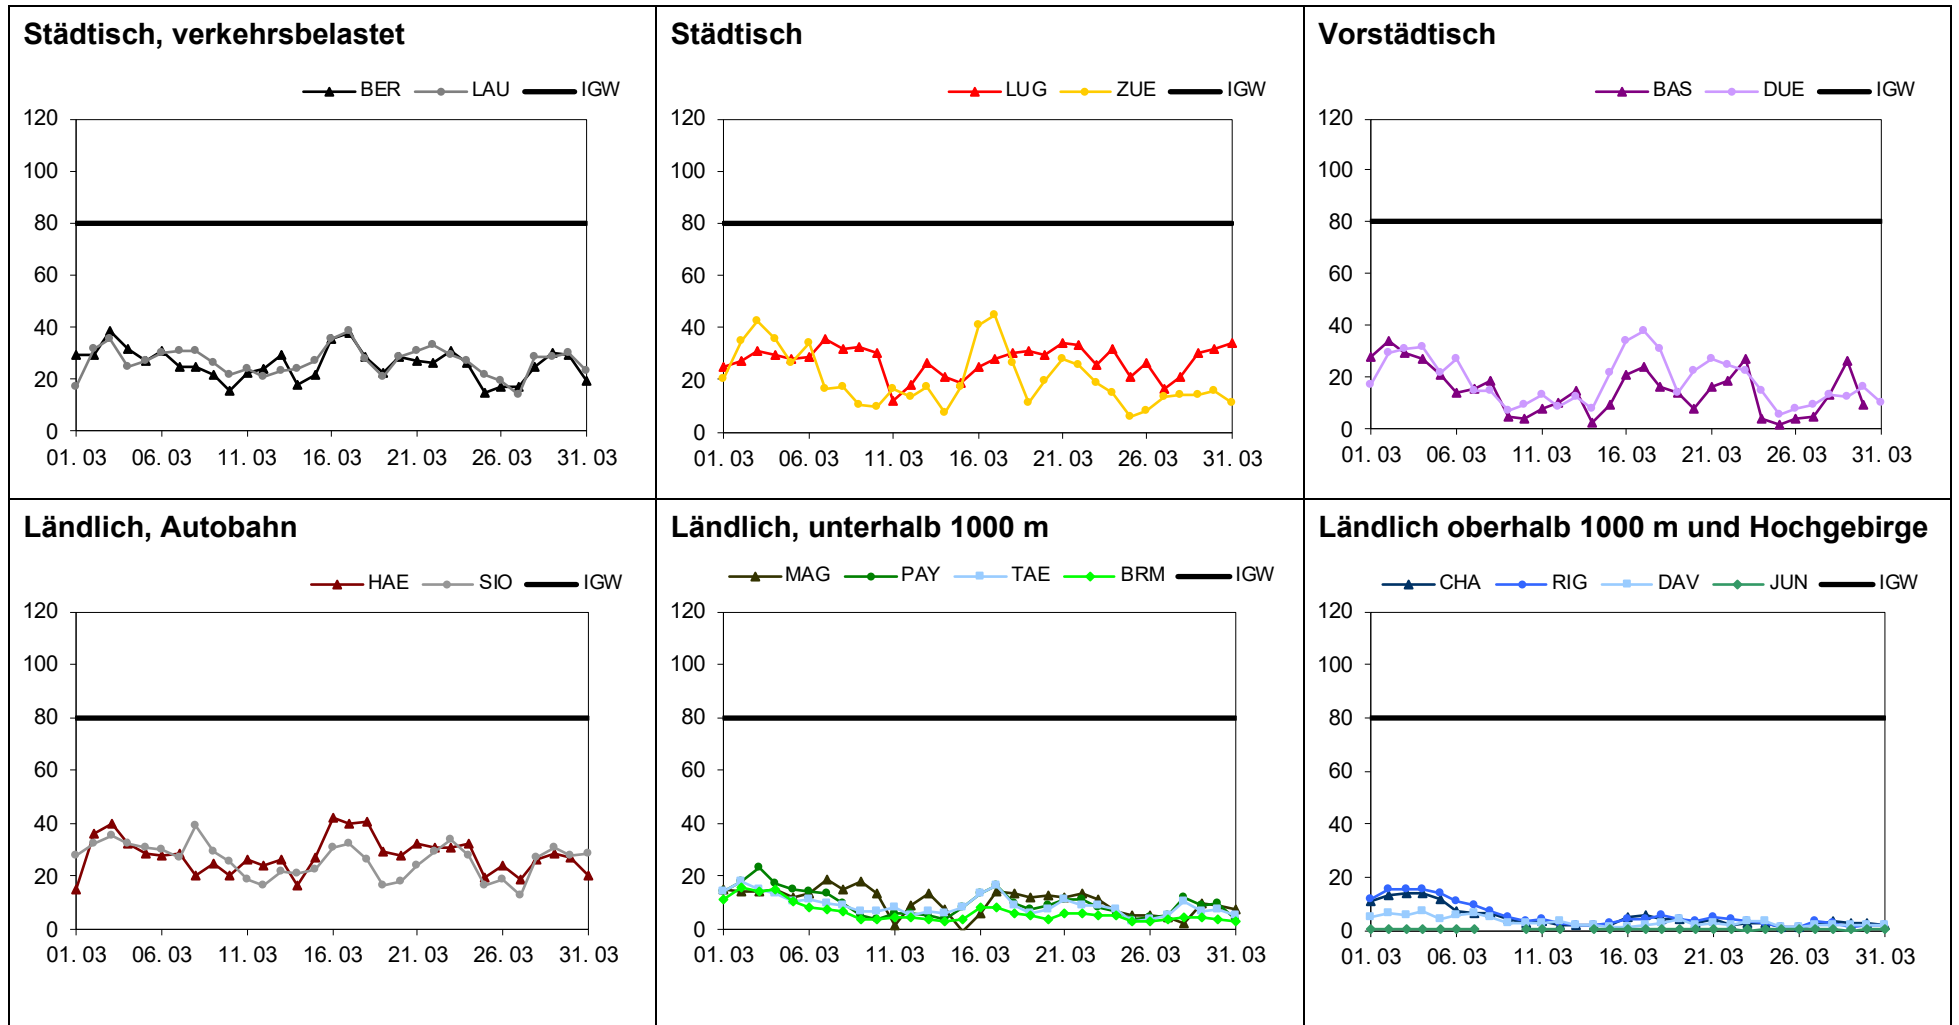 Städtisch, verkehrsbelastet
BER LAU IGW
120
100
80
60
40
20
0
01. 03 06. 03 11. 03 16. 03 21. 03 26. 03 31. 03
Städtisch
LUG ZUE IGW
120
100
80
60
40
20
0
01. 03 06. 03 11. 03 16. 03 21. 03 26. 03 31. 03
Vorstädtisch
BAS DUE IGW
120
100
80
60
40
20
0
01. 03 06. 03 11. 03 16. 03 21. 03 26. 03 31. 03
Ländlich, Autobahn
HAE SIO IGW
120
100
80
60
40
20
0
01. 03 06. 03 11. 03 16. 03 21. 03 26. 03 31. 03
Ländlich, unterhalb 1000 m
MAG PAY TAE BRM IGW
120
100
80
60
40
20
0
01. 03 06. 03 11. 03 16. 03 21. 03 26. 03 31. 03
Ländlich oberhalb 1000 m und Hochgebirge
CHA RIG DAV JUN IGW
120
100
80
60
40
20
0
01. 03 06. 03 11. 03 16. 03 21. 03 26. 03 31. 03